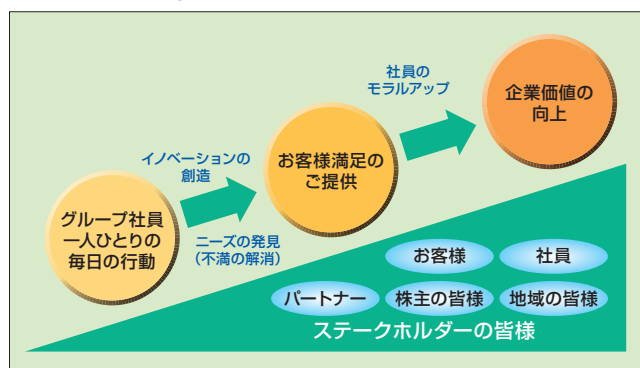 社員の
モラルアップ
企業価値の
向上
イノベーションの
創造
お客様満足の
ご提供
グループ社員
一人ひとりの
毎日の行動
ニーズの発見
（不満の解消）
お客様
社員
パートナー
株主の皆様
地域の皆様
ステークホルダーの皆様